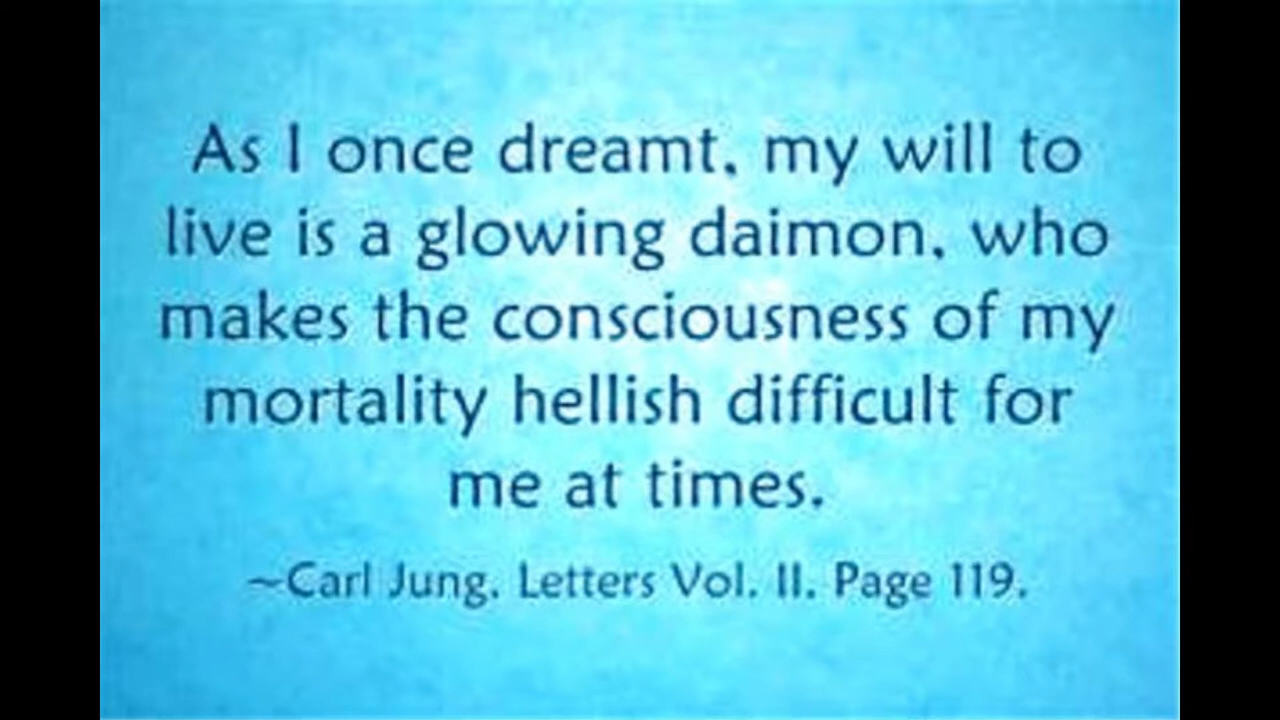 As I once dreamt, my will to
live is a glowing daimon, who
makes the consciousness of my
mortality hellish difficult for
me at times.
~Carl Jung, Letters Vol. II, Page 119.